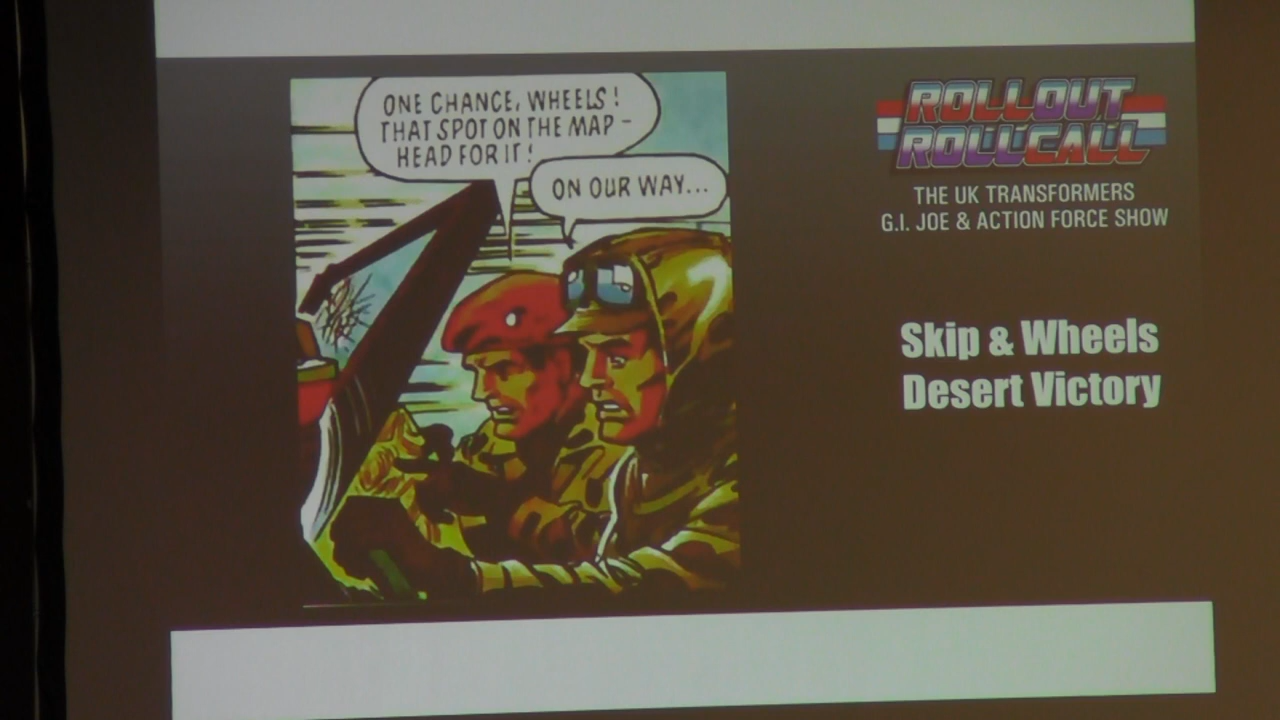 ONE CHANCE, WHEELS!
THAT SPOT ON THE MAP -
HEAD FOR IT!
ON OUR WAY...
ROLLOUT
ROLLCALL
THE UK TRANSFORMERS
G.I. JOE & ACTION FORCE SHOW
Skip & Wheels
Desert Victory